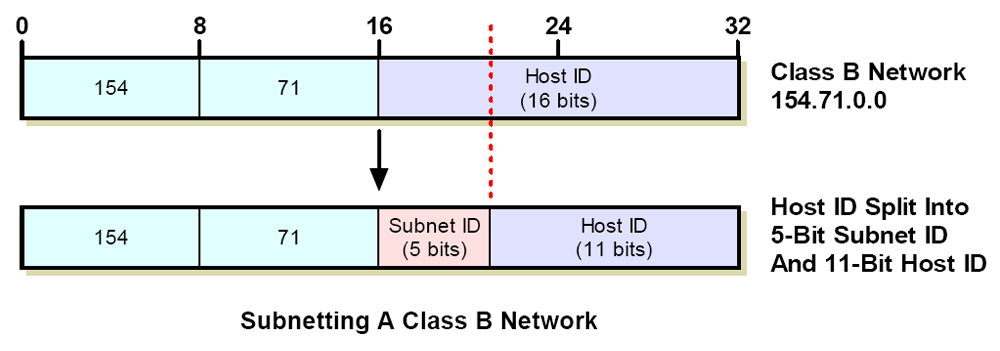 0 8 16 24 32
154
71
Host ID
(16 bits)
Class B Network
154.71.0.0
154
71
Subnet ID
(5 bits)
Host ID
(11 bits)
Host ID Split Into
5-Bit Subnet ID
And 11-Bit Host ID
Subnetting A Class B Network